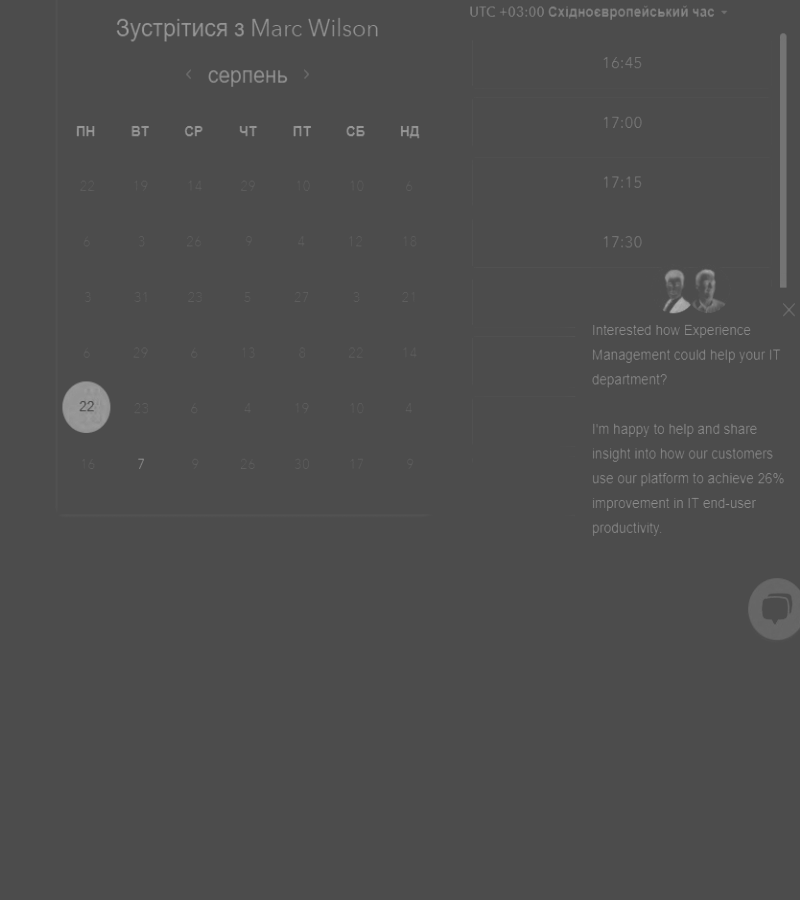 Зустрітися з Marc Wilson
серпень
ПН ВТ СР ЧТ ПТ СБ НД
22 19 14 29 10 10 6
6 3 26 9 4 12 18
3 31 23 5 27 3 21
6 29 6 13 8 22 14
22 23 6 4 19 10 4
16 7 9 26 30 17 9
UTC +03:00 Східноєвропейський час
16:45
17:00
17:15
17:30
Interested how Experience
Management could help your IT
department?
I'm happy to help and share
insight into how our customers
use our platform to achieve 26%
improvement in IT end-user
productivity.